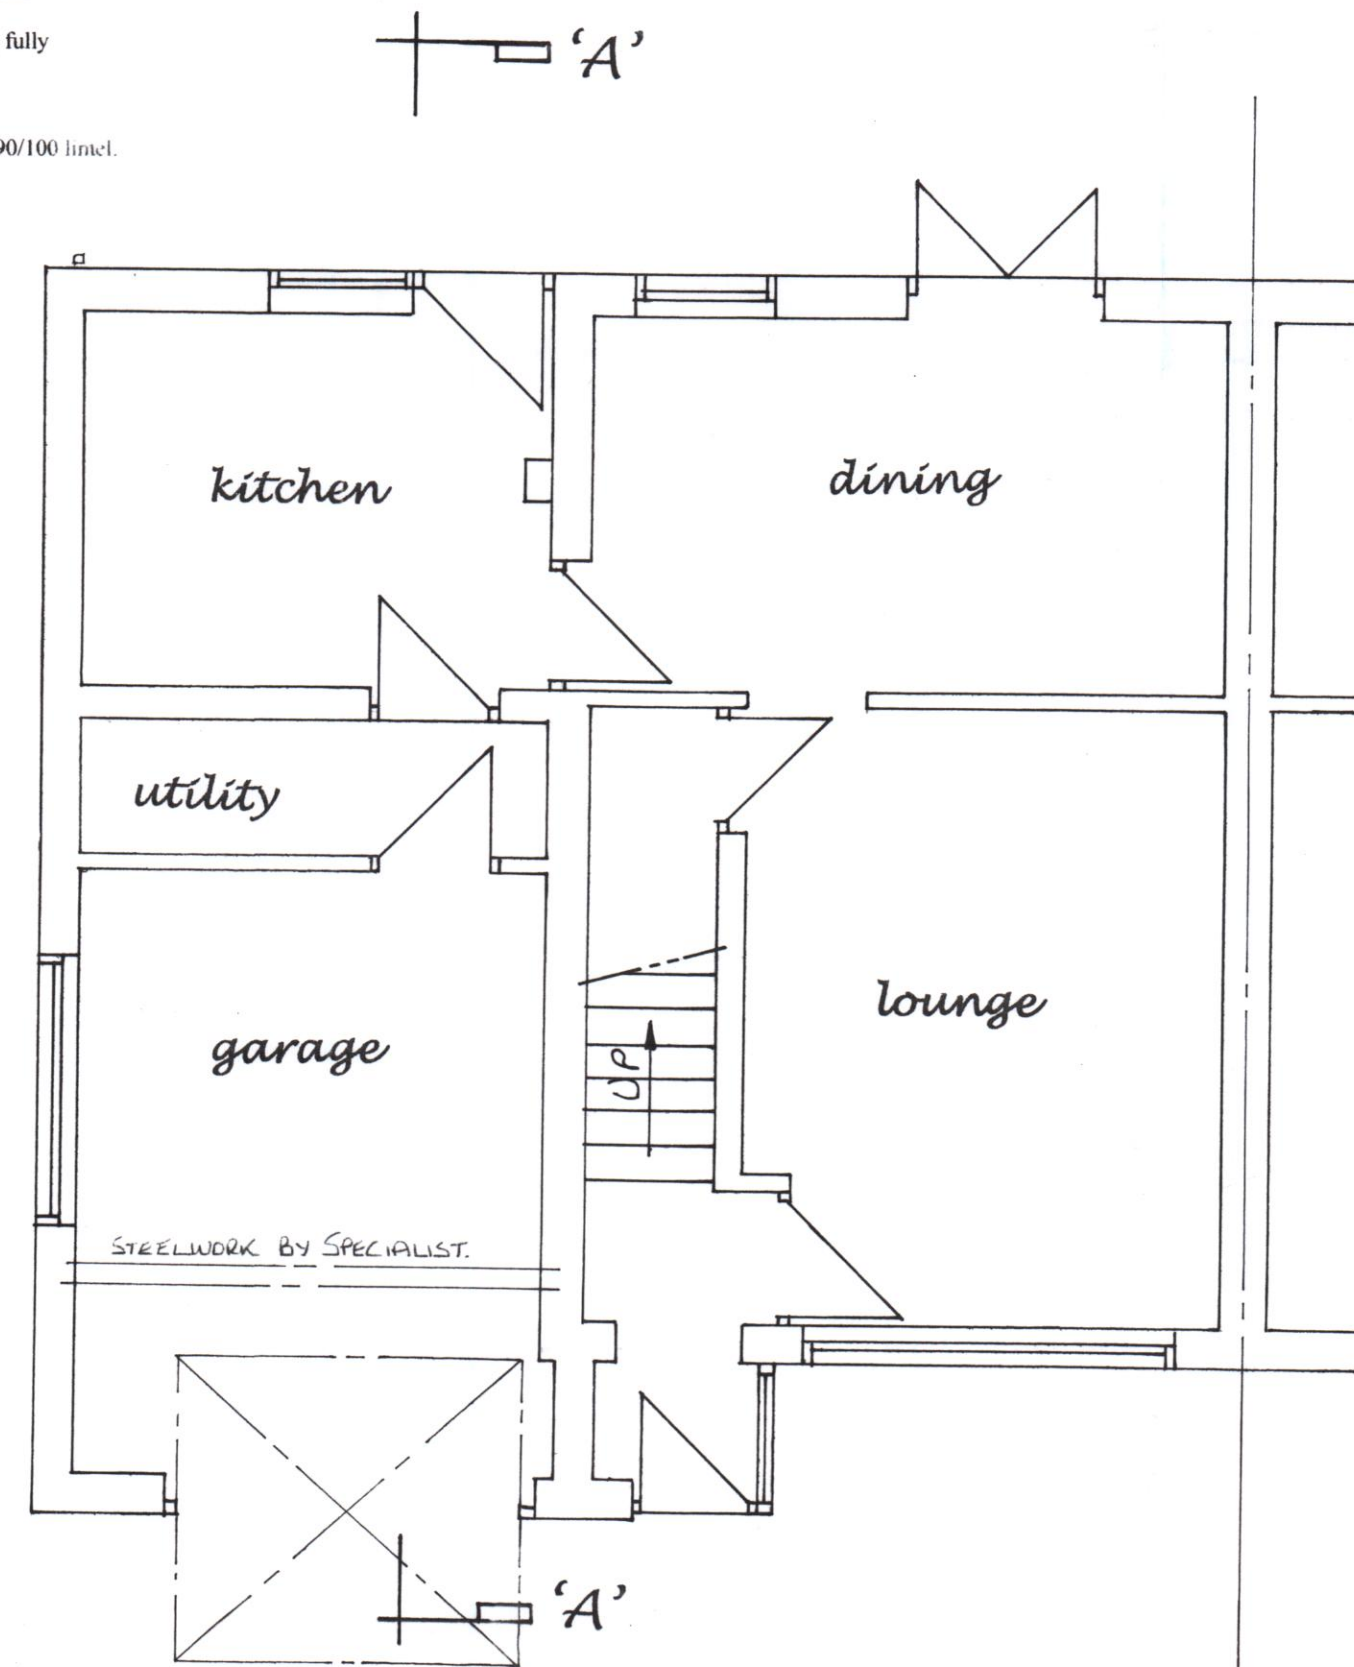 fully
‘A’
90/100 lintel.
kitchen
dining
utility
lounge
garage
UP
STEELWORK BY SPECIALIST.
‘A’